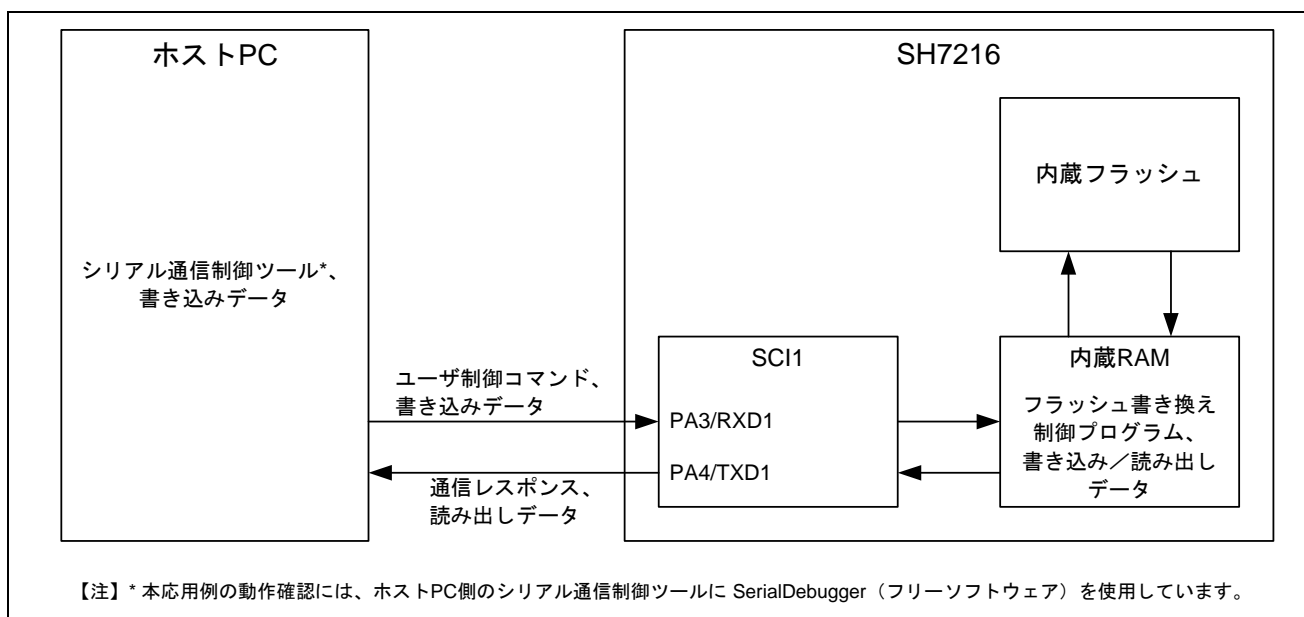 ホストPC
シリアル通信制御ツール*、
書き込みデータ
ユーザ制御コマンド、
書き込みデータ
通信レスポンス、
読み出しデータ
SH7216
SCI1
PA3/RXD1
PA4/TXD1
内蔵フラッシュ
内蔵RAM
フラッシュ書き換え
制御プログラム、
書き込み／読み出し
データ
【注】* 本応用例の動作確認には、ホストPC側のシリアル通信制御ツールに SerialDebugger（フリーソフトウェア）を使用しています。